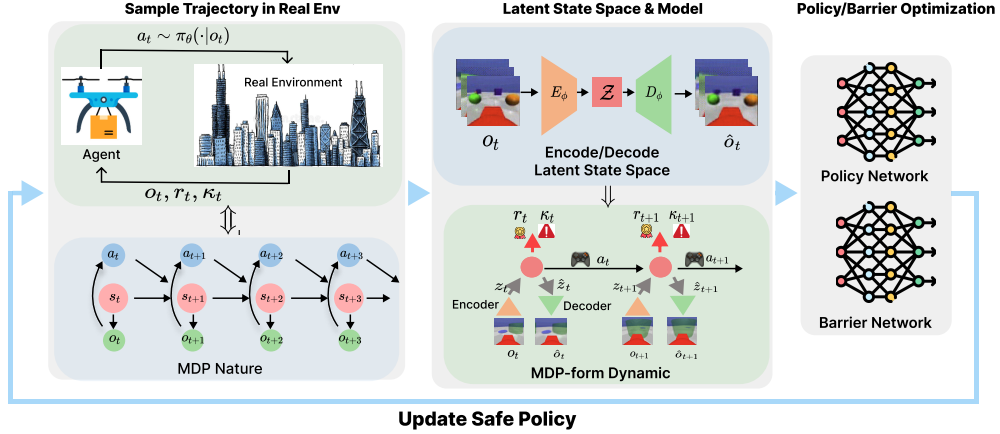 Sample Trajectory in Real Env
Latent State Space & Model
Policy/Barrier Optimization
a_t ∼ π_θ(·|o_t)
Real Environment
Agent
o_t, r_t, κ_t
a_t a_{t+1} a_{t+2} a_{t+3}
s_t s_{t+1} s_{t+2} s_{t+3}
o_t o_{t+1} o_{t+2} o_{t+3}
MDP Nature
E_ϕ Z D_ϕ
o_t ô_t
Encode/Decode
Latent State Space
r_t κ_t r_{t+1} κ_{t+1}
a_t a_{t+1}
z_t ẑ_t z_{t+1} ẑ_{t+1}
Encoder Decoder
o_t ô_t o_{t+1} ô_{t+1}
MDP-form Dynamic
Policy Network
Barrier Network
Update Safe Policy